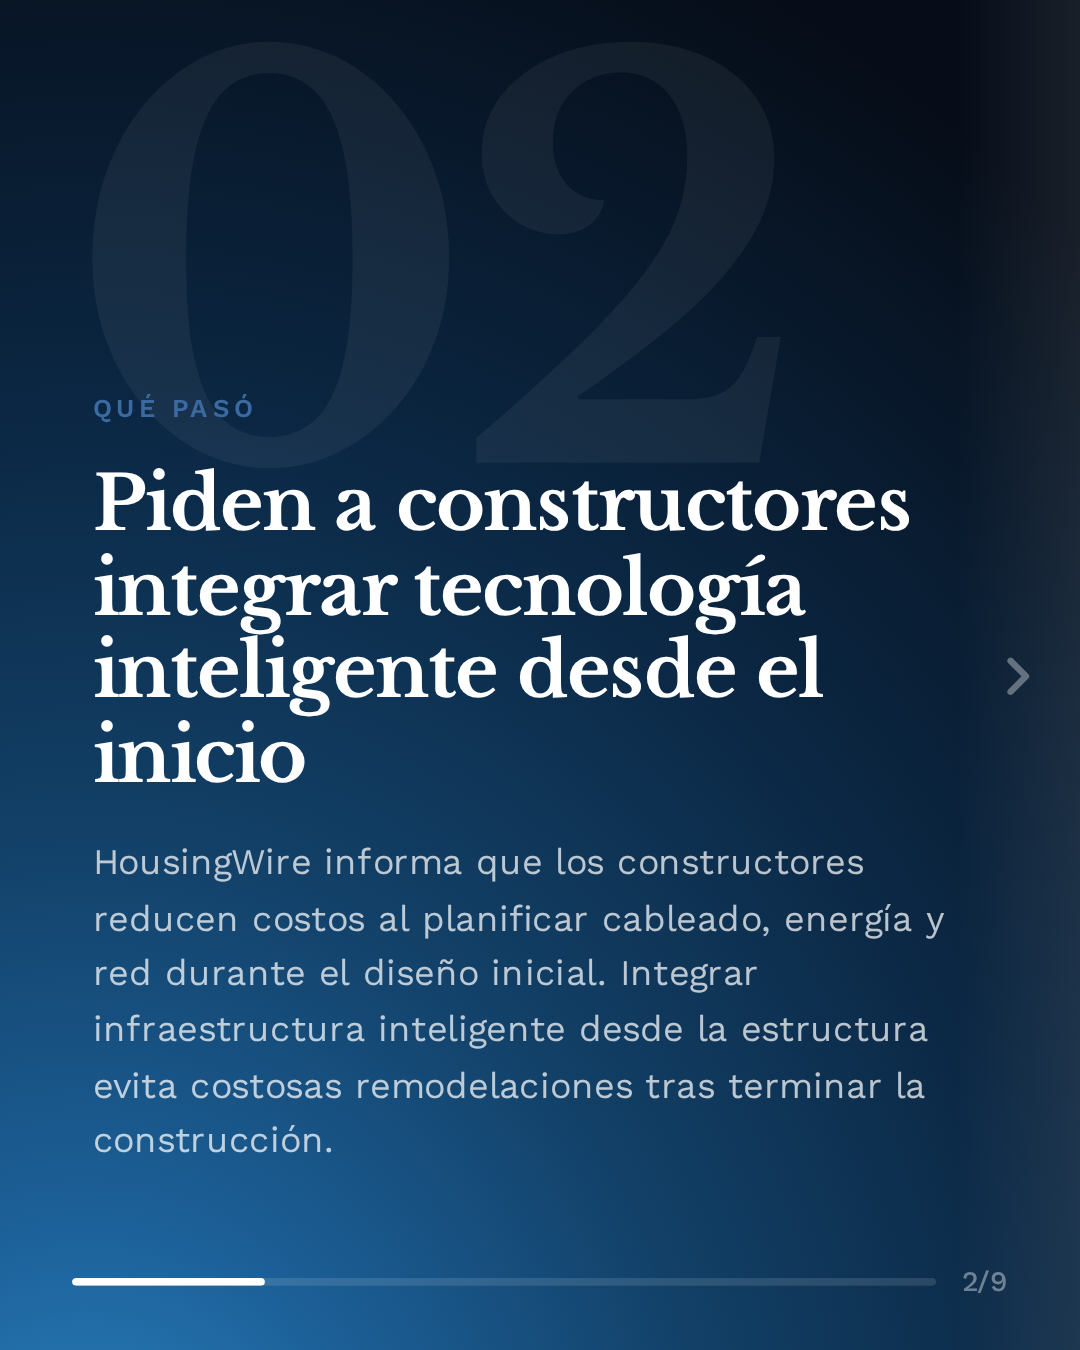 02
QUÉ PASÓ
Piden a constructores
integrar tecnología
inteligente desde el
inicio
HousingWire informa que los constructores
reducen costos al planificar cableado, energía y
red durante el diseño inicial. Integrar
infraestructura inteligente desde la estructura
evita costosas remodelaciones tras terminar la
construcción.
2/9